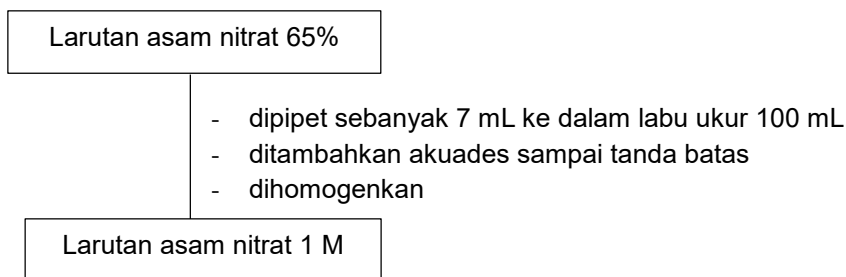 Larutan asam nitrat 65%
- dipipet sebanyak 7 mL ke dalam labu ukur 100 mL
- ditambahkan akuades sampai tanda batas
- dihomogenkan
Larutan asam nitrat 1 M